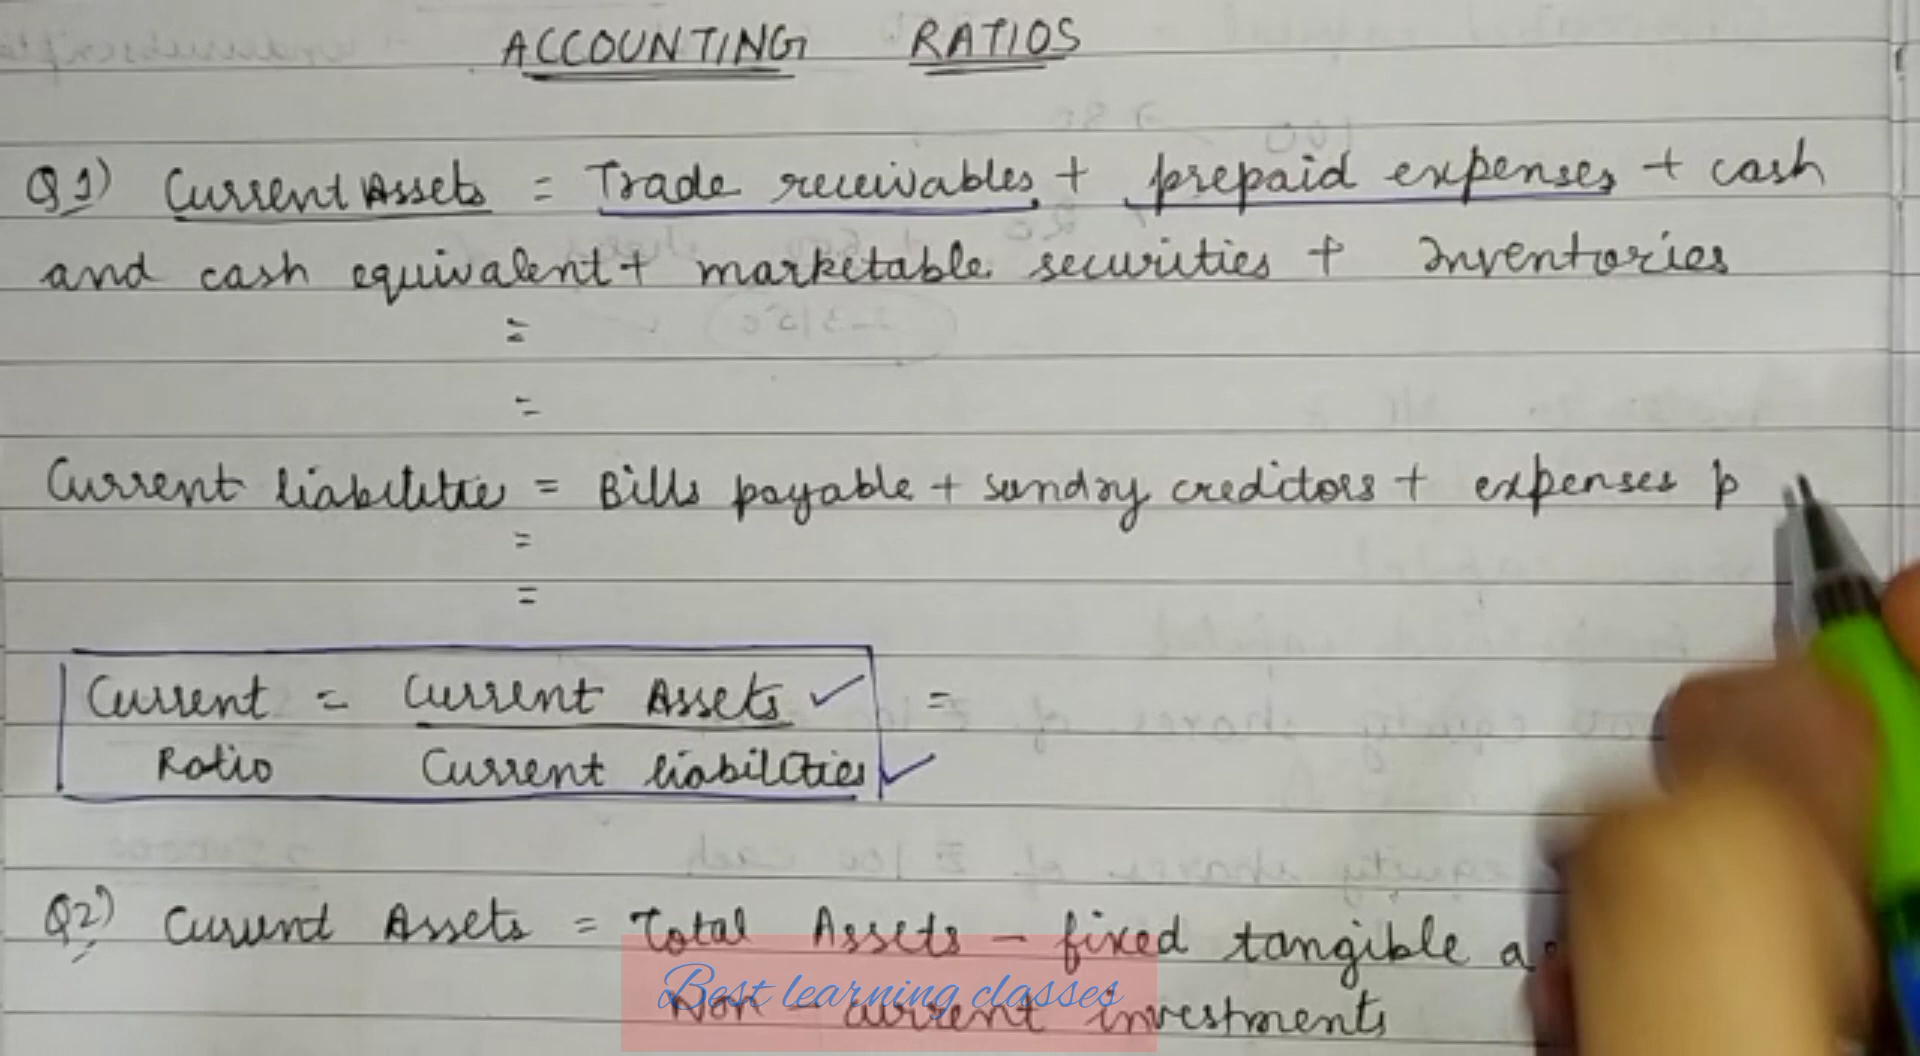 ACCOUNTING RATIOS
Q1) Current Assets = Trade receivables + prepaid expenses + cash
and cash equivalent + marketable securities + Inventories
=
=
Current liabilities = Bills payable + sundry creditors + expenses p
=
=
Current = Current Assets ✓ =
Ratio Current liabilities ✓
Q2) Current Assets = Total Assets - fixed tangible
Non-current investments
Best learning classes